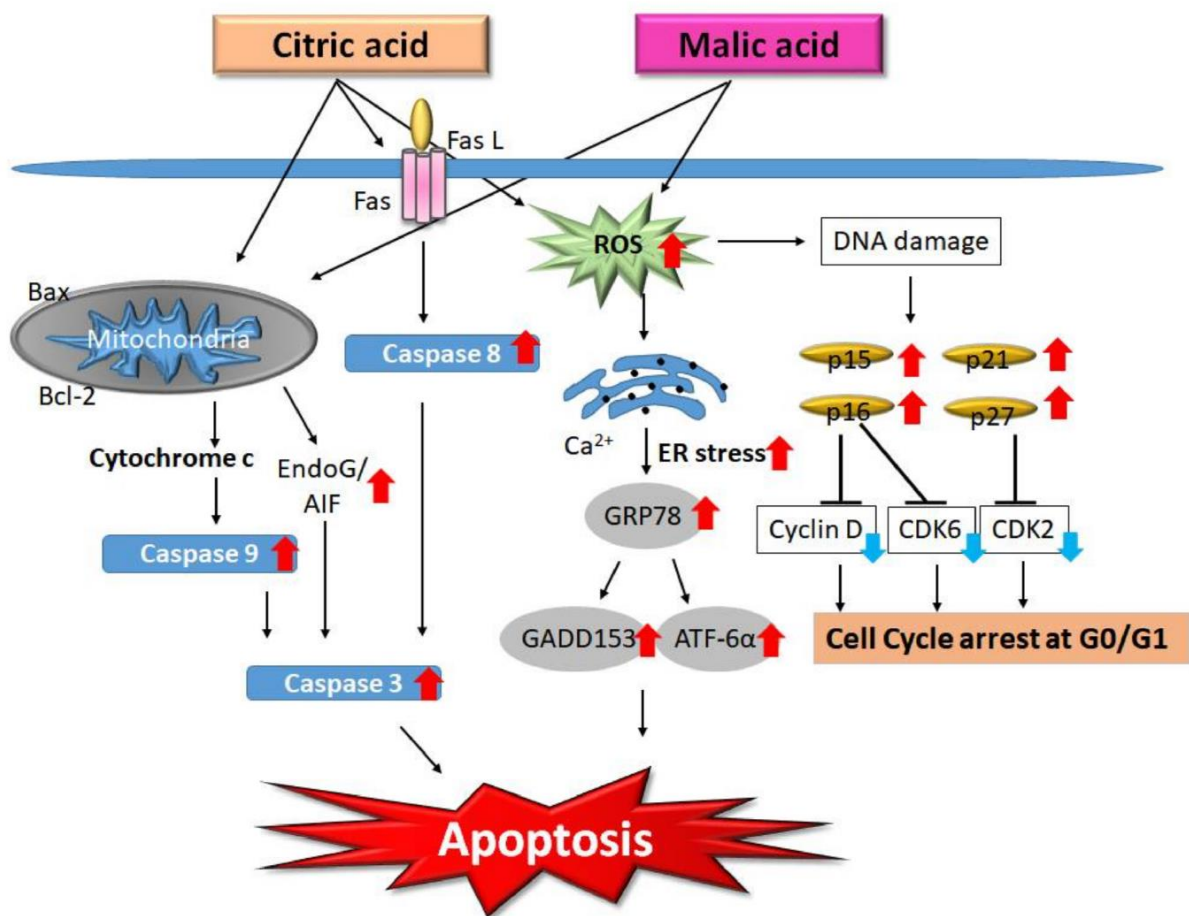 Citric acid
Malic acid
Fas L
Fas
ROS
DNA damage
Bax
Mitochondria
Bcl-2
Caspase 8
p15
p21
p16
p27
Ca²⁺
ER stress
Cytochrome c
EndoG/
AIF
GRP78
Cyclin D
CDK6
CDK2
Caspase 9
GADD153
ATF-6α
Cell Cycle arrest at G0/G1
Caspase 3
Apoptosis